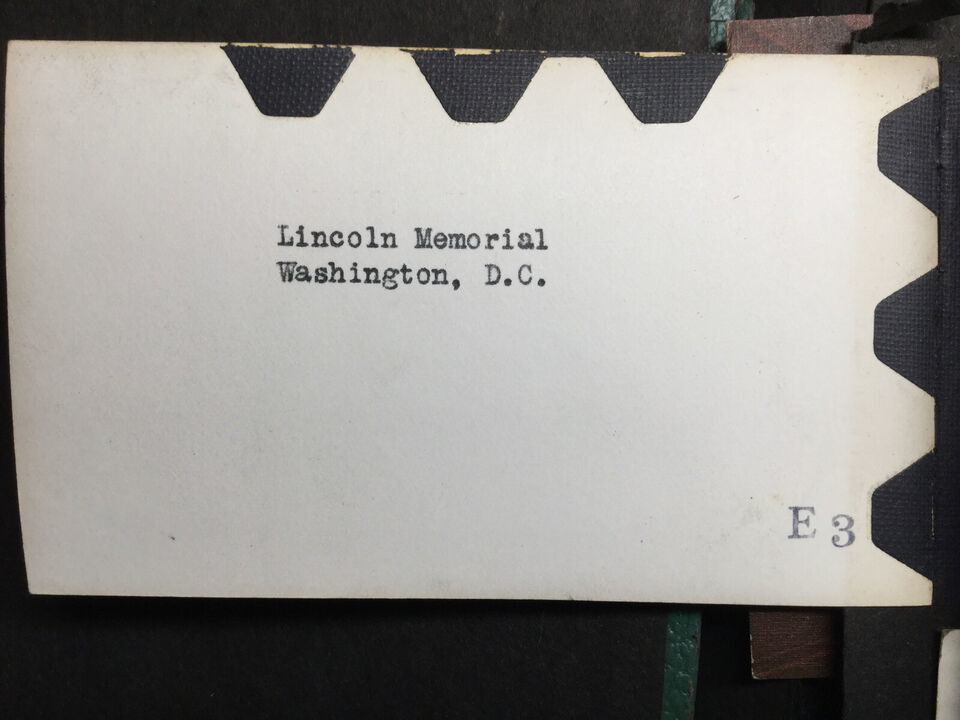 Lincoln Memorial
Washington, D.C.
E 3